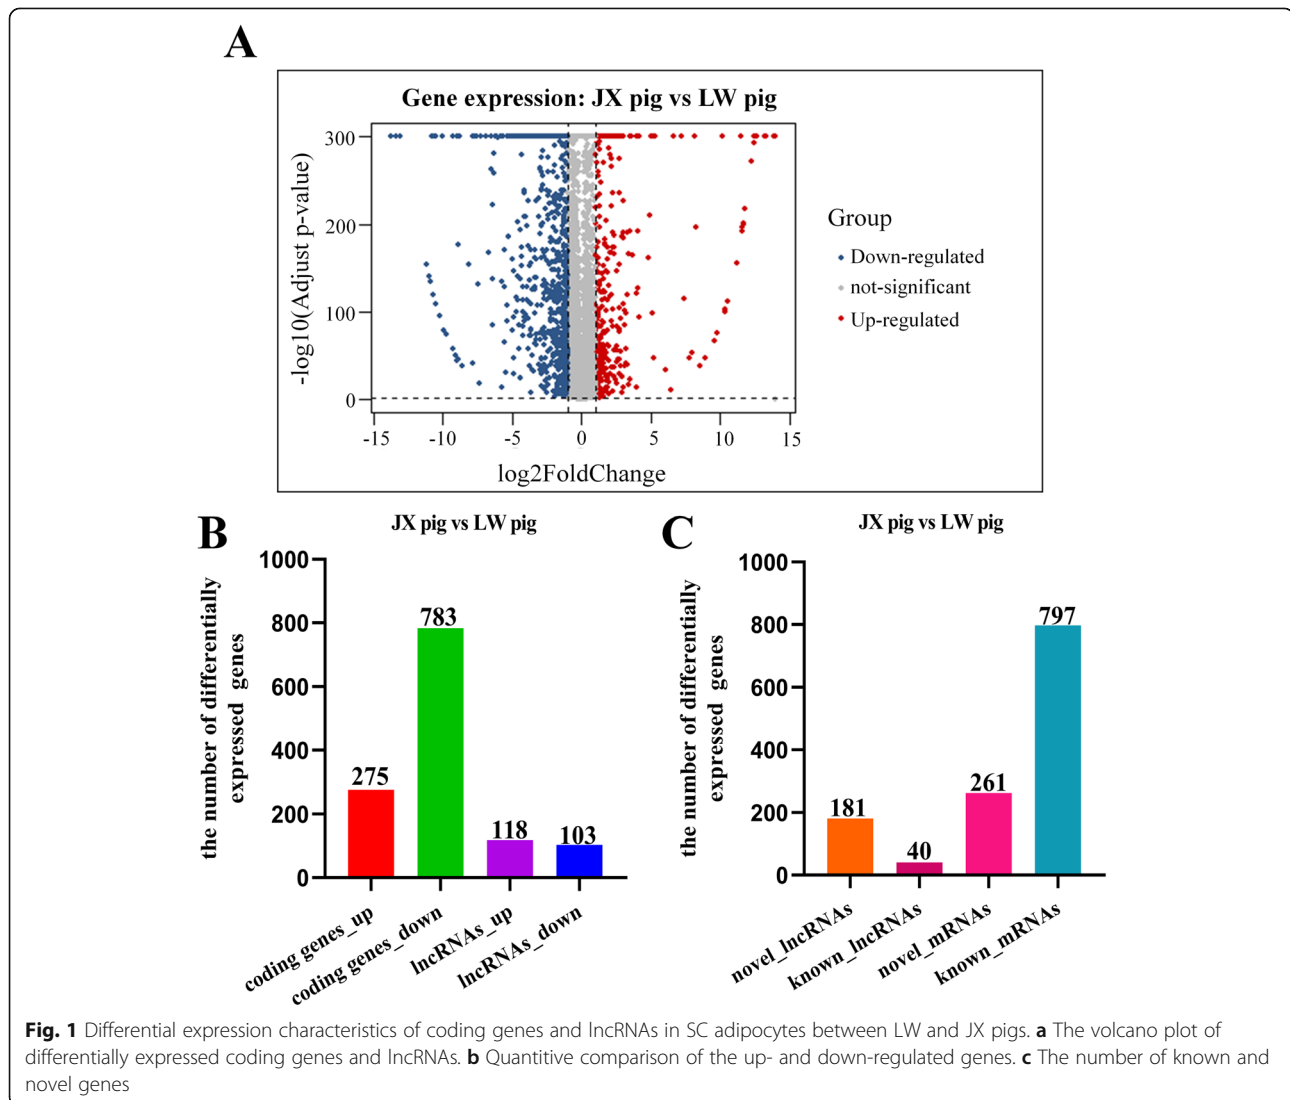 A
Gene expression: JX pig vs LW pig
-log10(Adjust p-value)
300
200
100
0
-15 -10 -5 0 5 10 15
log2FoldChange
Group
Down-regulated
not-significant
Up-regulated
B
JX pig vs LW pig
the number of differentially
expressed genes
1000
800
600
400
200
0
275
783
118
103
coding genes_up
coding genes_down
lncRNAs_up
lncRNAs_down
C
JX pig vs LW pig
the number of differentially
expressed genes
1000
800
600
400
200
0
181
40
261
797
novel_lncRNAs
known_lncRNAs
novel_mRNAs
known_mRNAs
Fig. 1 Differential expression characteristics of coding genes and lncRNAs in SC adipocytes between LW and JX pigs. a The volcano plot of
differentially expressed coding genes and lncRNAs. b Quantitive comparison of the up- and down-regulated genes. c The number of known and
novel genes